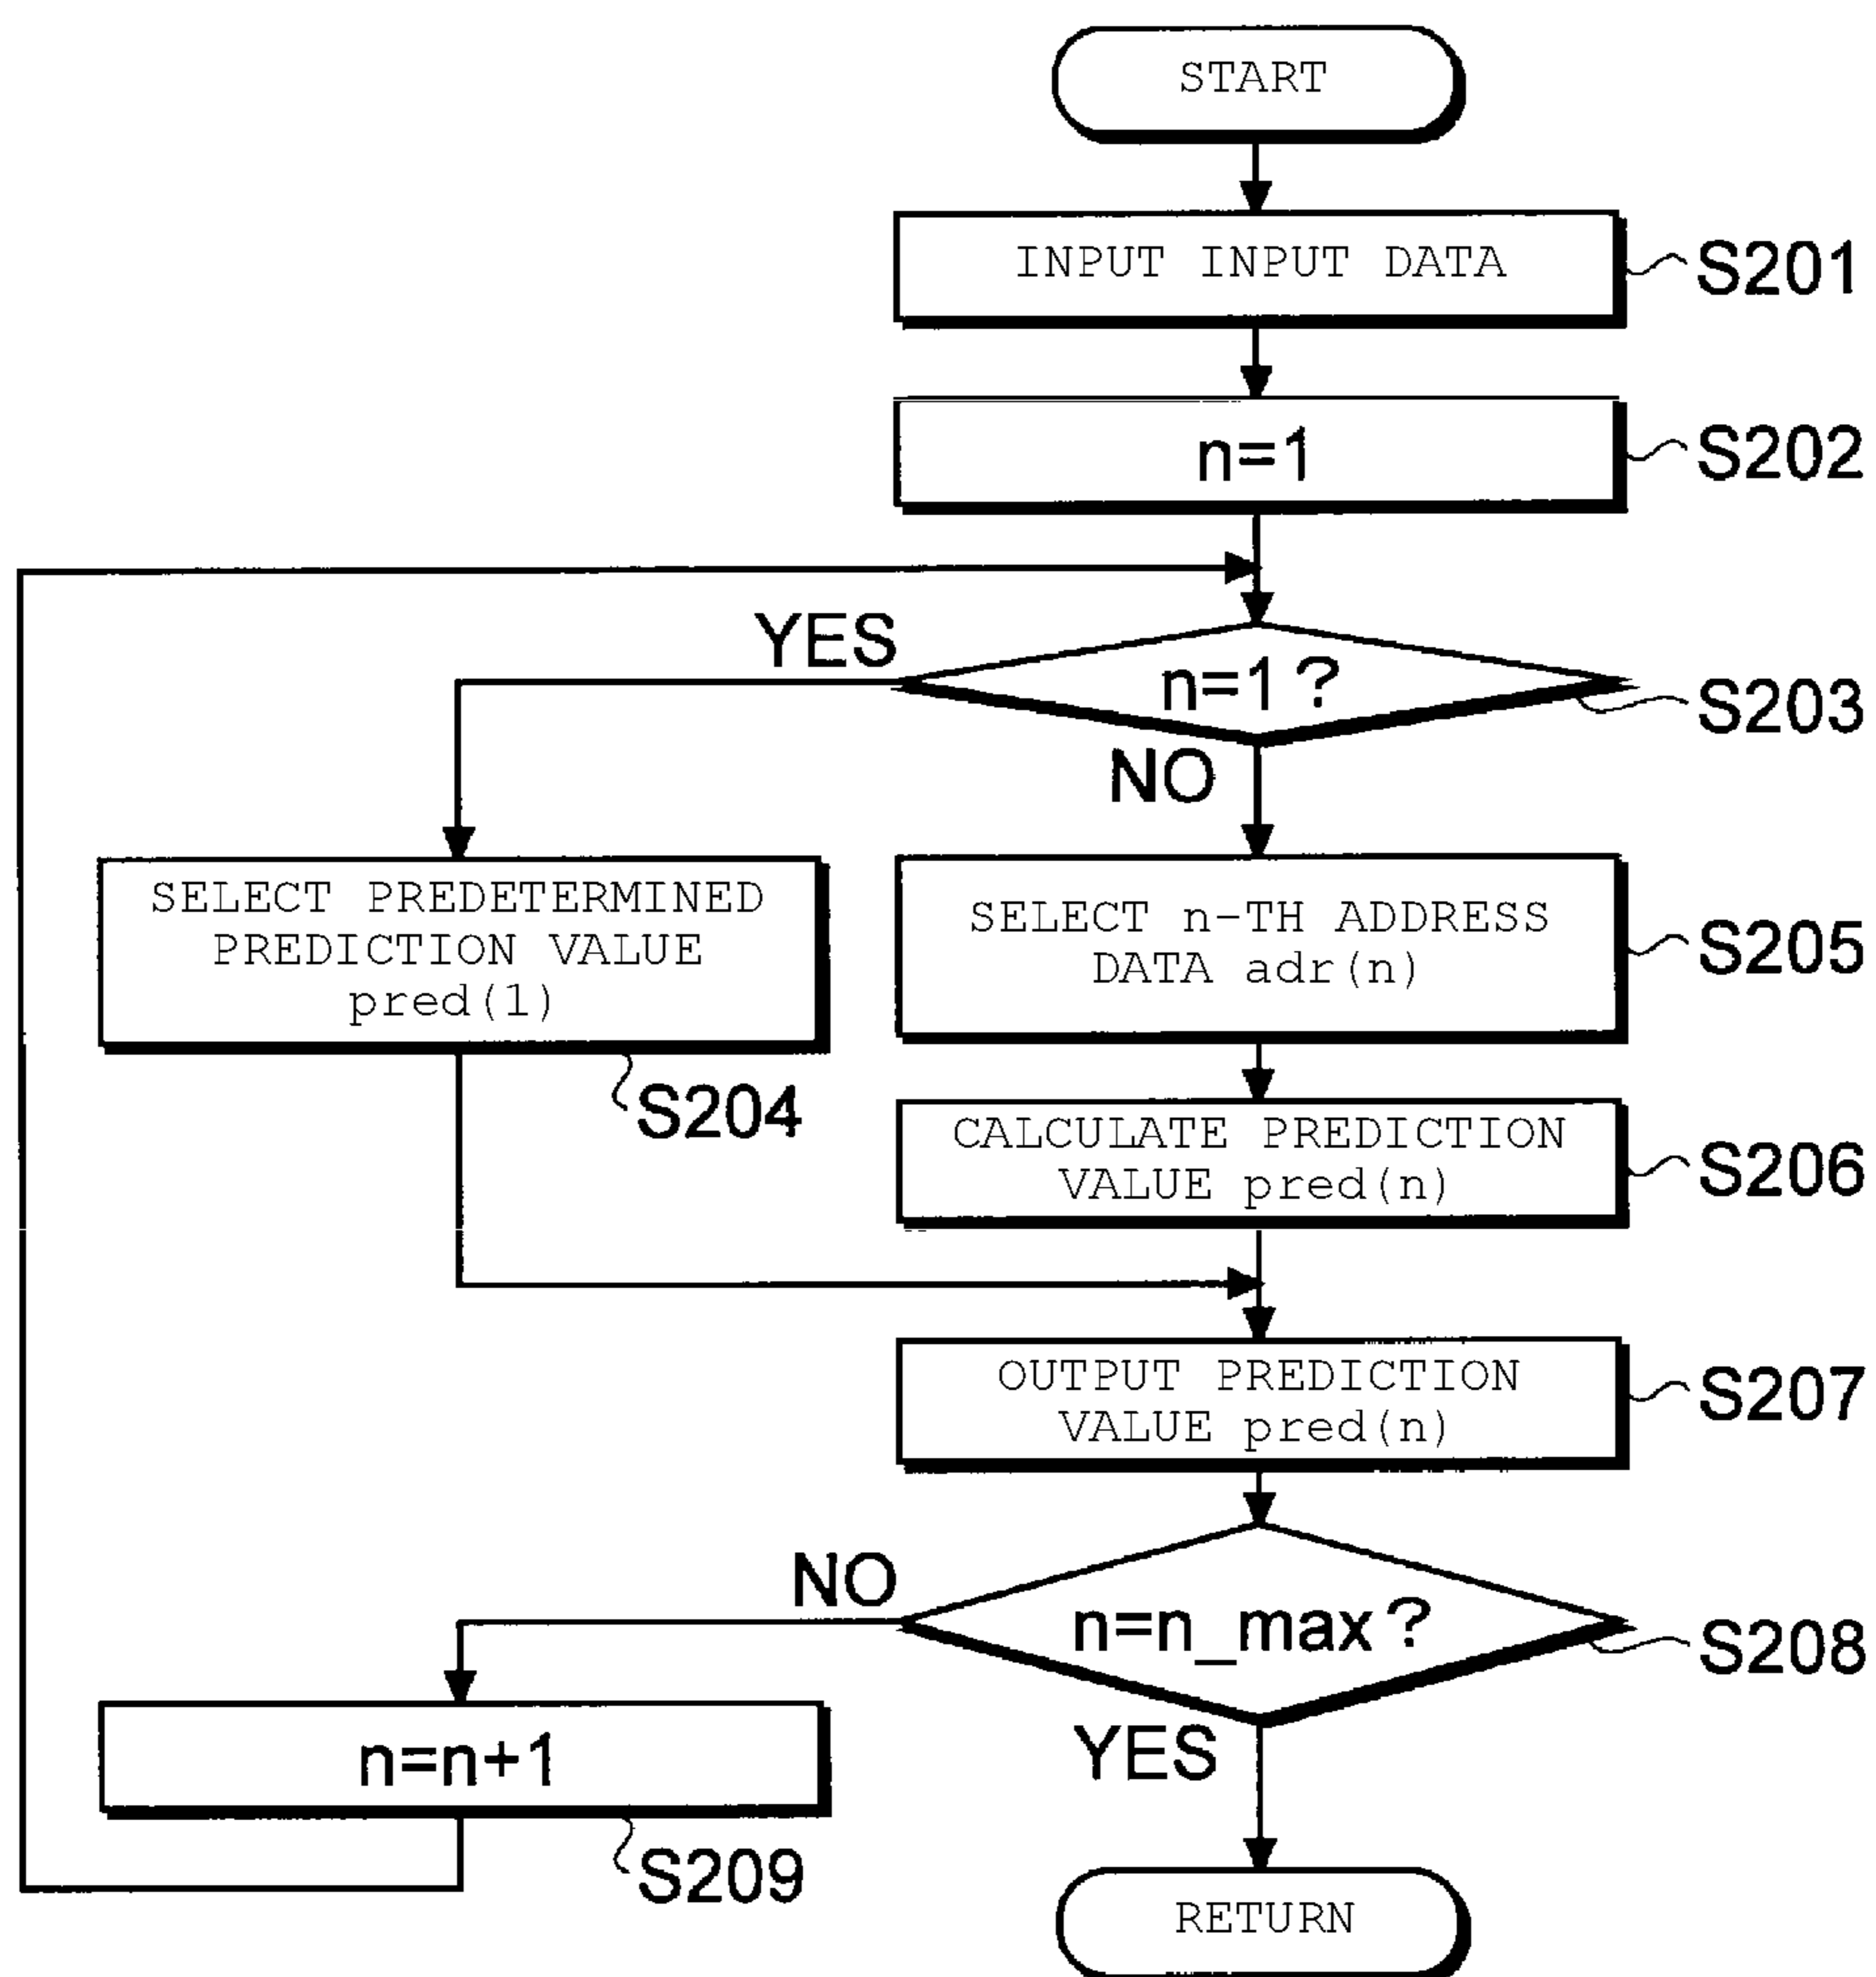 START
INPUT INPUT DATA
S201
n=1
S202
YES
n=1?
S203
NO
SELECT PREDETERMINED
PREDICTION VALUE
pred(1)
S204
SELECT n-TH ADDRESS
DATA adr(n)
S205
CALCULATE PREDICTION
VALUE pred(n)
S206
OUTPUT PREDICTION
VALUE pred(n)
S207
NO
n=n_max?
S208
YES
n=n+1
S209
RETURN